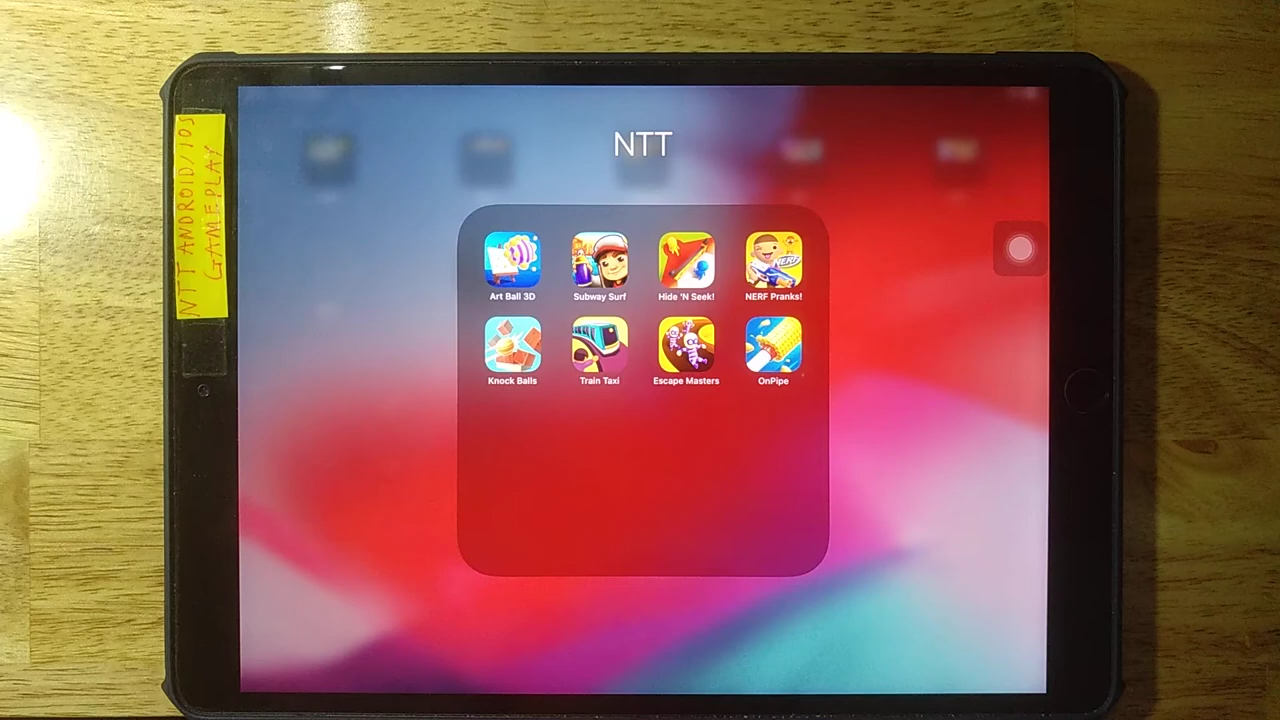 NTT ANDROID/IOS
GAMEPLAY
NTT
Art Ball 3D
Subway Surf
Hide 'N Seek!
NERF Pranks!
NERF
Knock Balls
Train Taxi
Escape Masters
OnPipe